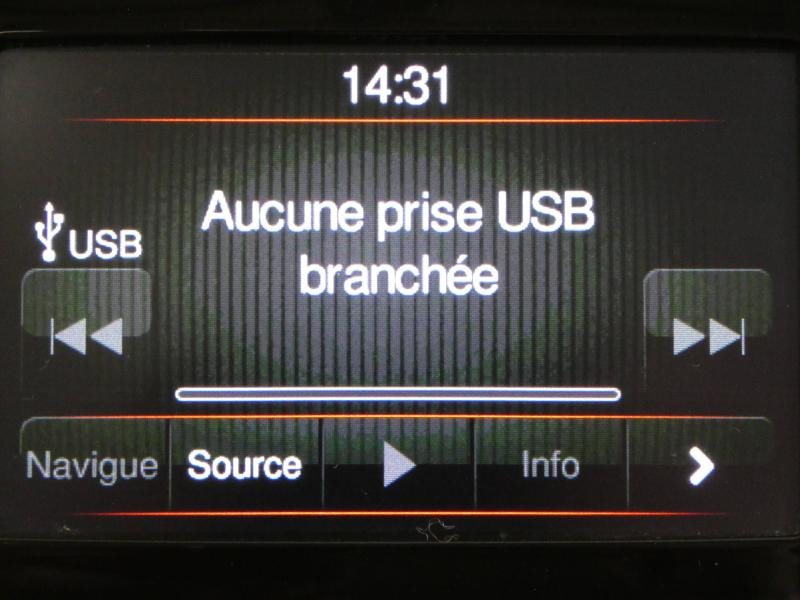 14:31
Aucune prise USB
branchée
USB
Navigue
Source
Info